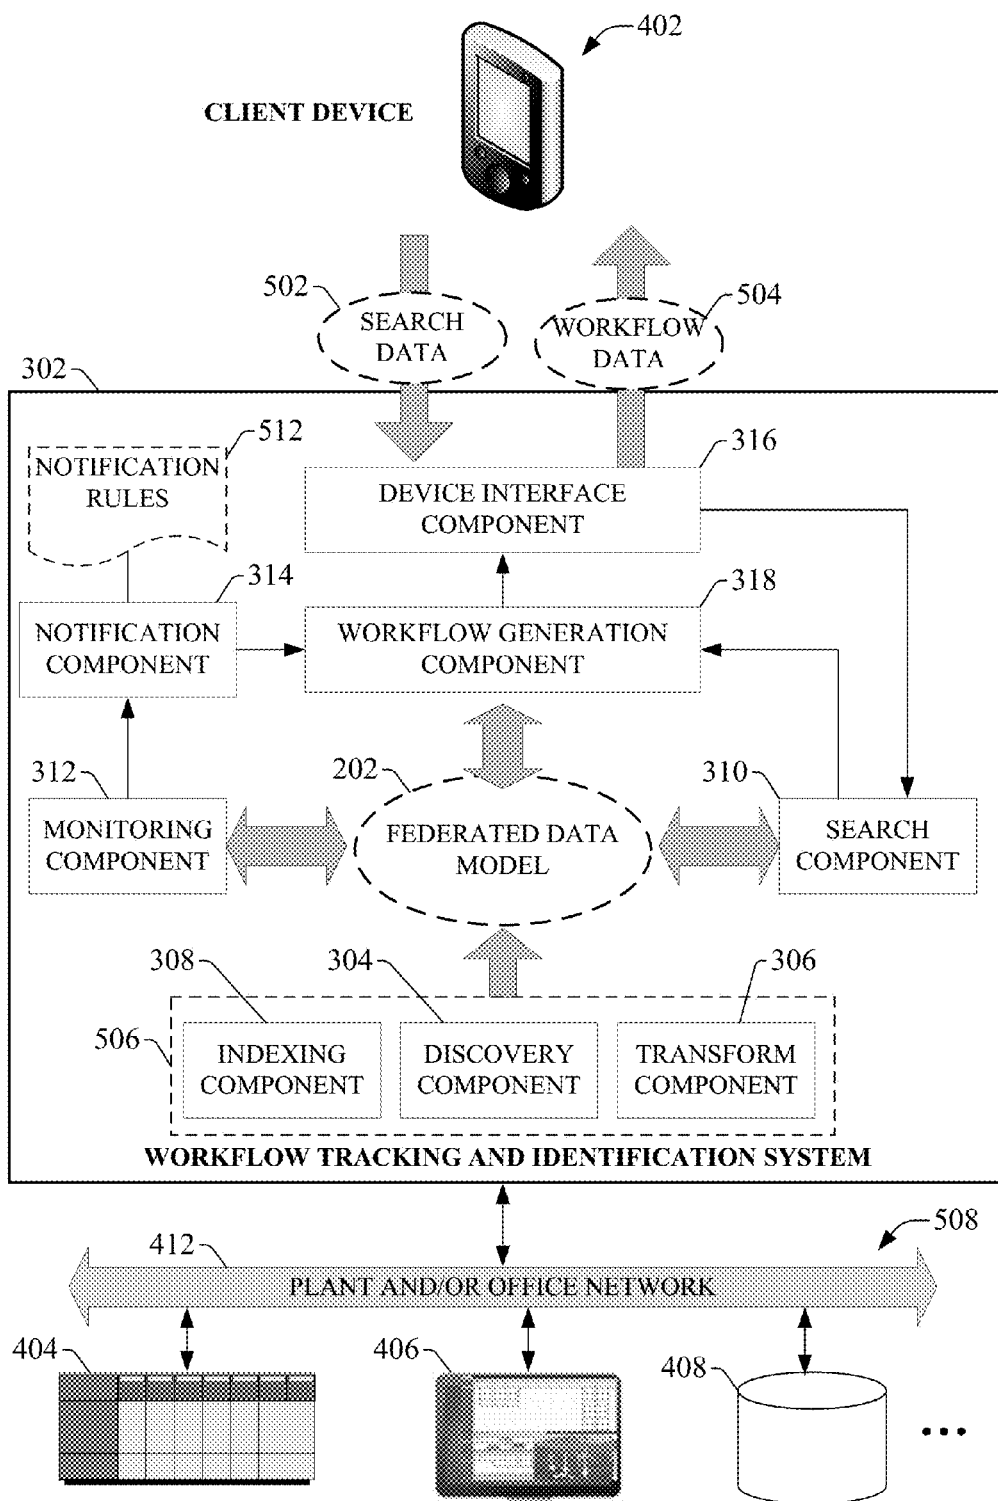 402
CLIENT DEVICE
502
SEARCH
DATA
504
WORKFLOW
DATA
302
512
NOTIFICATION
RULES
316
DEVICE INTERFACE
COMPONENT
314
NOTIFICATION
COMPONENT
318
WORKFLOW GENERATION
COMPONENT
312
MONITORING
COMPONENT
202
FEDERATED DATA
MODEL
310
SEARCH
COMPONENT
308
304
306
506
INDEXING
COMPONENT
DISCOVERY
COMPONENT
TRANSFORM
COMPONENT
WORKFLOW TRACKING AND IDENTIFICATION SYSTEM
508
412
PLANT AND/OR OFFICE NETWORK
404
406
408
...